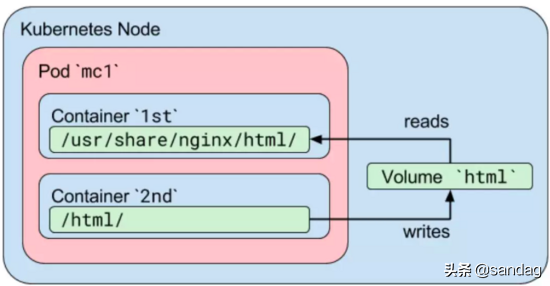 Kubernetes Node
Pod `mc1`
Container `1st`
/usr/share/nginx/html/
reads
Volume `html`
Container `2nd`
/html/
writes
头条 @sandag